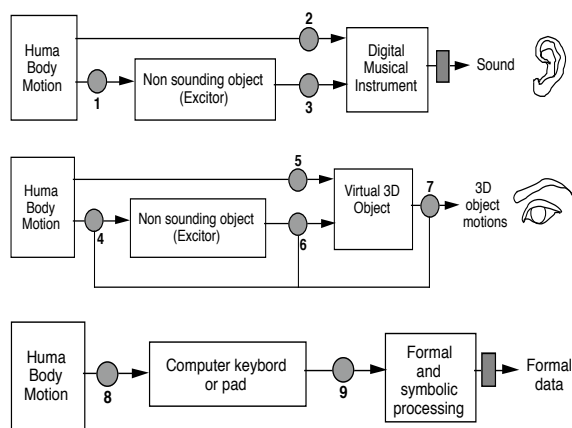 Huma
Body
Motion
1
Non sounding object
(Excitor)
2
3
Digital
Musical
Instrument
Sound
Huma
Body
Motion
4
Non sounding object
(Excitor)
5
6
Virtual 3D
Object
7
3D
object
motions
Huma
Body
Motion
8
Computer keybord
or pad
9
Formal
and
symbolic
processing
Formal
data